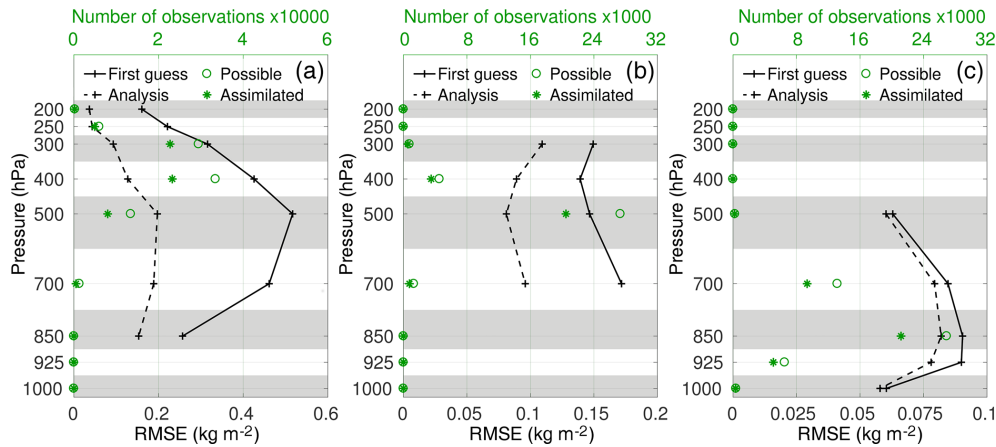 Number of observations x10000
0 2 4 6
(a)
First guess Possible
Analysis Assimilated
200
250
300
400
500
700
850
925
1000
Pressure (hPa)
0 0.2 0.4 0.6
RMSE (kg m-2)
Number of observations x1000
0 8 16 24 32
(b)
First guess Possible
Analysis Assimilated
200
250
300
400
500
700
850
925
1000
Pressure (hPa)
0 0.05 0.1 0.15 0.2
RMSE (kg m-2)
Number of observations x1000
0 8 16 24 32
(c)
First guess Possible
Analysis Assimilated
200
250
300
400
500
700
850
925
1000
Pressure (hPa)
0 0.025 0.05 0.075 0.1
RMSE (kg m-2)